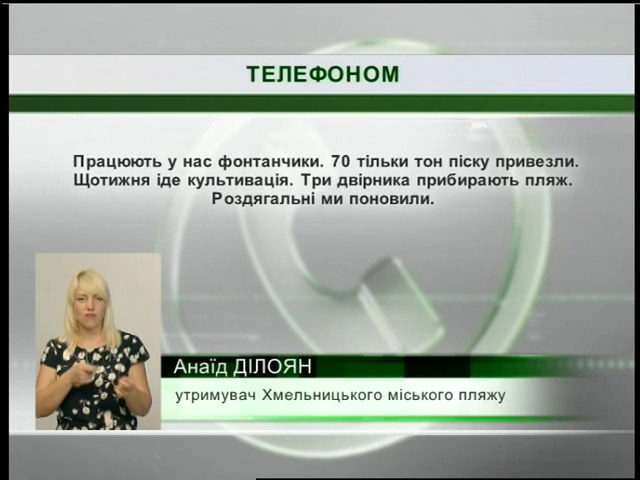 ТЕЛЕФОНОМ
Працюють у нас фонтанчики. 70 тільки тон піску привезли.
Щотижня іде культивація. Три двірника прибирають пляж.
Роздягальні ми поновили.
Анаїд ДІЛОЯН
утримувач Хмельницького міського пляжу